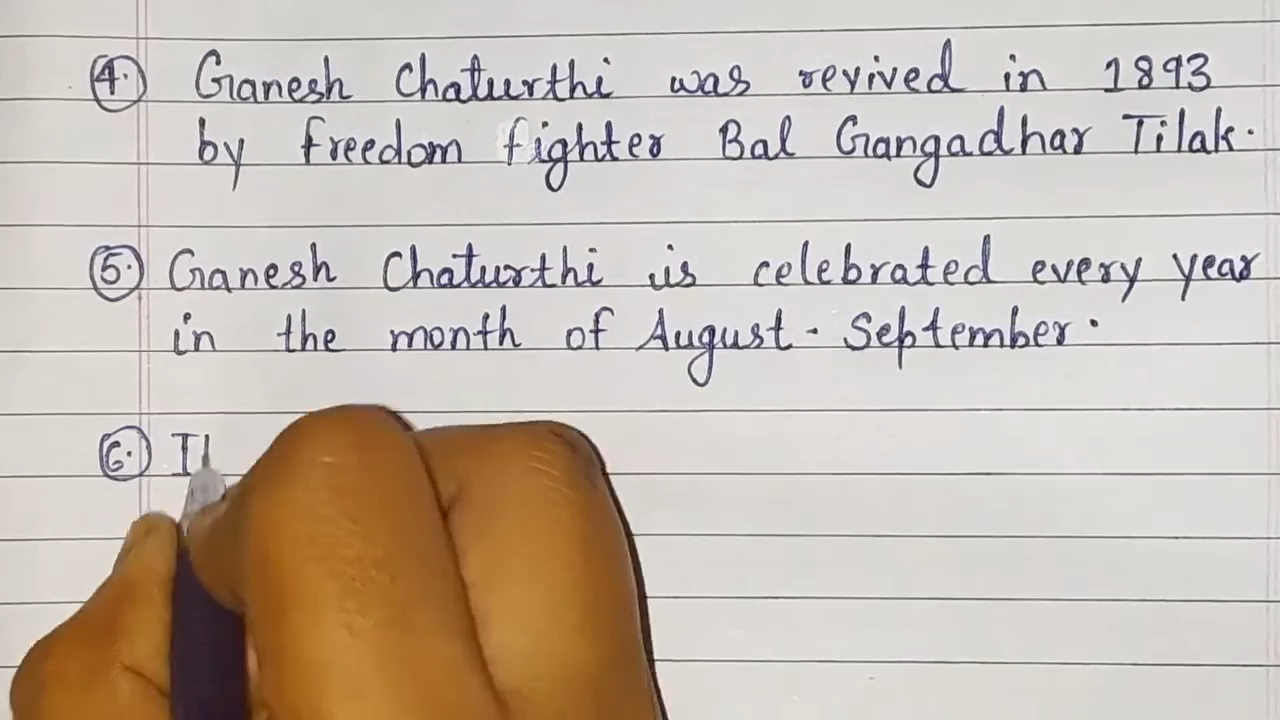 4. Ganesh Chaturthi was revived in 1893
by freedom fighter Bal Gangadhar Tilak.
5. Ganesh Chaturthi is celebrated every year
in the month of August - September.
6.